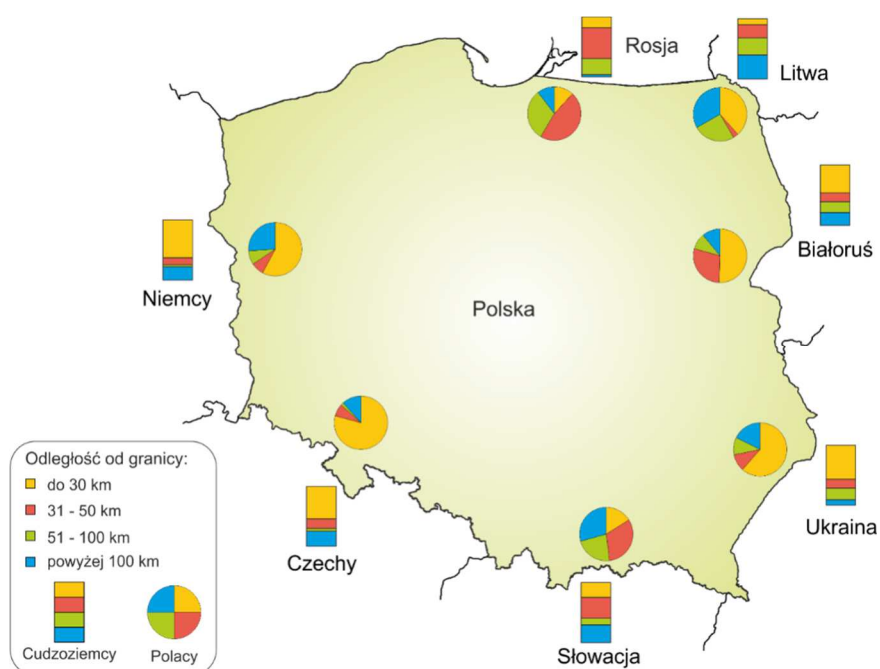 Rosja
Litwa
Białoruś
Niemcy
Polska
Ukraina
Czechy
Słowacja
Odległość od granicy:
do 30 km
31 - 50 km
51 - 100 km
powyżej 100 km
Cudzoziemcy
Polacy